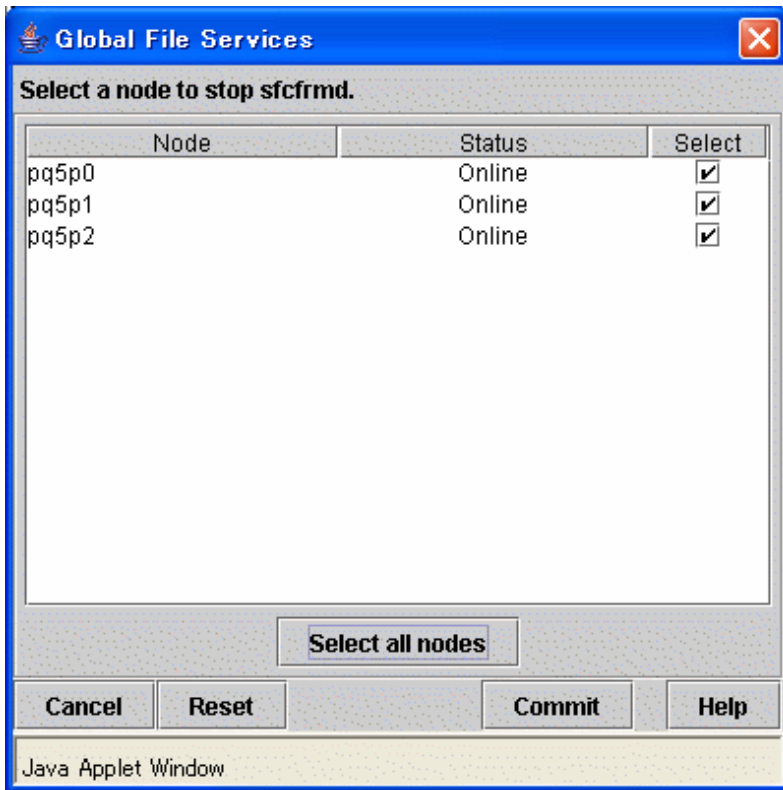 Global File Services
Select a node to stop sfcfrmd.
Node Status Select
pq5p0 Online
pq5p1 Online
pq5p2 Online
Select all nodes
Cancel Reset Commit Help
Java Applet Window